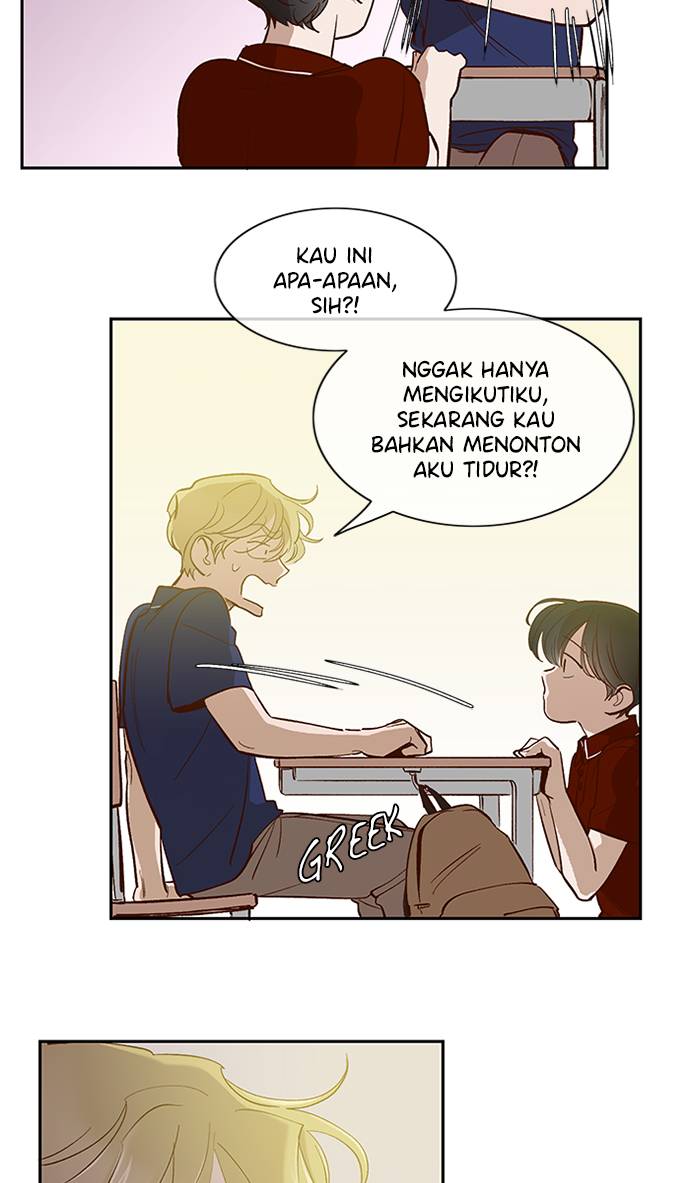 KAU INI
APA-APAAN,
SIH?!
NGGAK HANYA
MENGIKUTIKU,
SEKARANG KAU
BAHKAN MENONTON
AKU TIDUR?!
GREEK